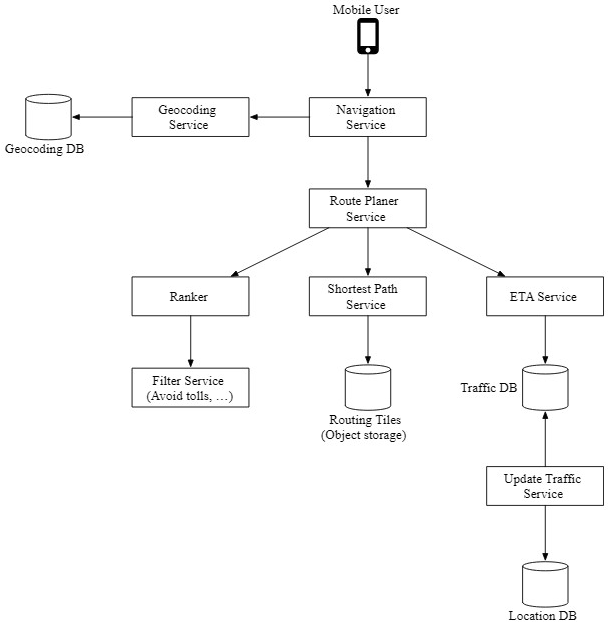 Mobile User
Geocoding
Service
Navigation
Service
Geocoding DB
Route Planer
Service
Ranker
Shortest Path
Service
ETA Service
Filter Service
(Avoid tolls, …)
Traffic DB
Routing Tiles
(Object storage)
Update Traffic
Service
Location DB